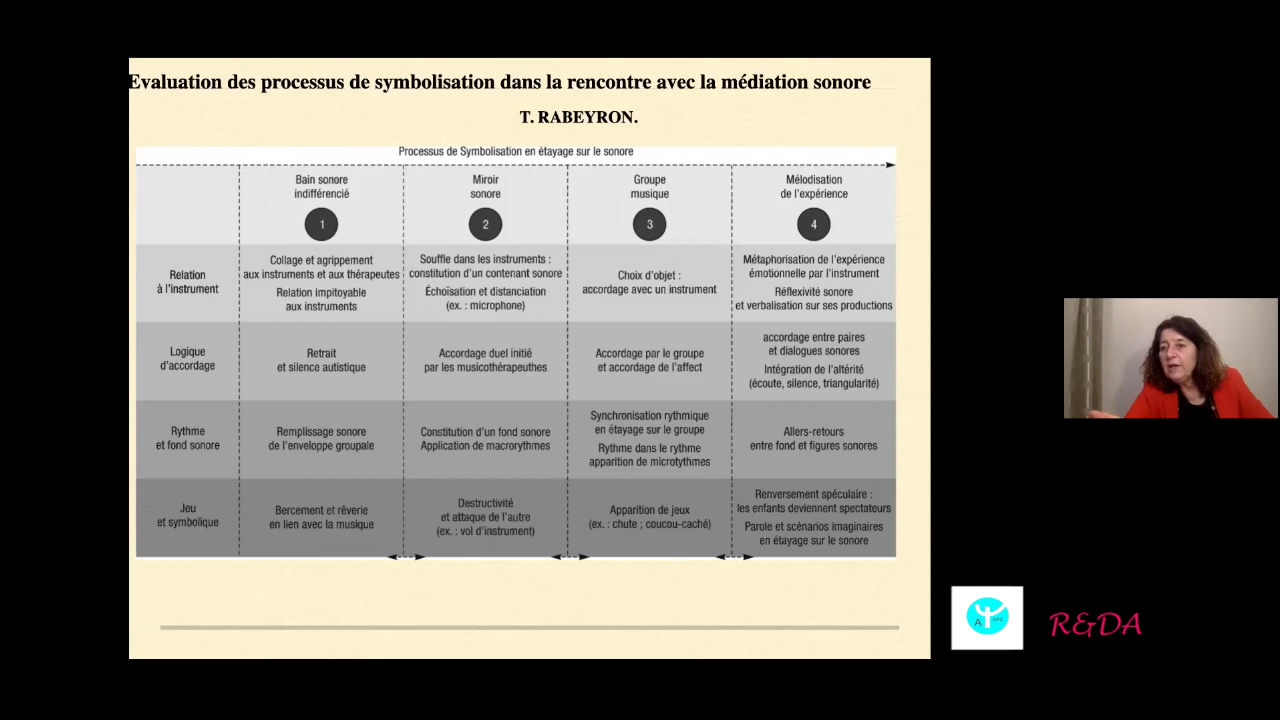 Evaluation des processus de symbolisation dans la rencontre avec la médiation sonore
T. RABEYRON.
Processus de Symbolisation en étayage sur le sonore
Bain sonore
indifférencié
1
Miroir
sonore
2
Groupe
musique
3
Mélodisation
de l'expérience
4
Relation
à l'instrument
Collage et agrippement
aux instruments et aux thérapeutes
Relation impitoyable
aux instruments
Souffle dans les instruments :
constitution d'un contenant sonore
Échoïsation et distanciation
(ex. : microphone)
Choix d'objet :
accordage avec un instrument
Métaphorisation de l'expérience
émotionnelle par l'instrument
Réflexivité sonore
et verbalisation sur ses productions
Logique
d'accordage
Retrait
et silence autistique
Accordage duel initié
par les musicothérapeuthes
Accordage par le groupe
et accordage de l'affect
accordage entre paires
et dialogues sonores
Intégration de l'altérité
(écoute, silence, triangularité)
Rythme
et fond sonore
Remplissage sonore
de l'enveloppe groupale
Constitution d'un fond sonore
Application de macrorythmes
Synchronisation rythmique
en étayage sur le groupe
Rythme dans le rythme
apparition de microtythmes
Allers-retours
entre fond et figures sonores
Jeu
et symbolique
Bercement et rêverie
en lien avec la musique
Destructivité
et attaque de l'autre
(ex. : vol d'instrument)
Apparition de jeux
(ex. : chute ; coucou-caché)
Renversement spéculaire :
les enfants deviennent spectateurs
Parole et scénarios imaginaires
en étayage sur le sonore
R&DA